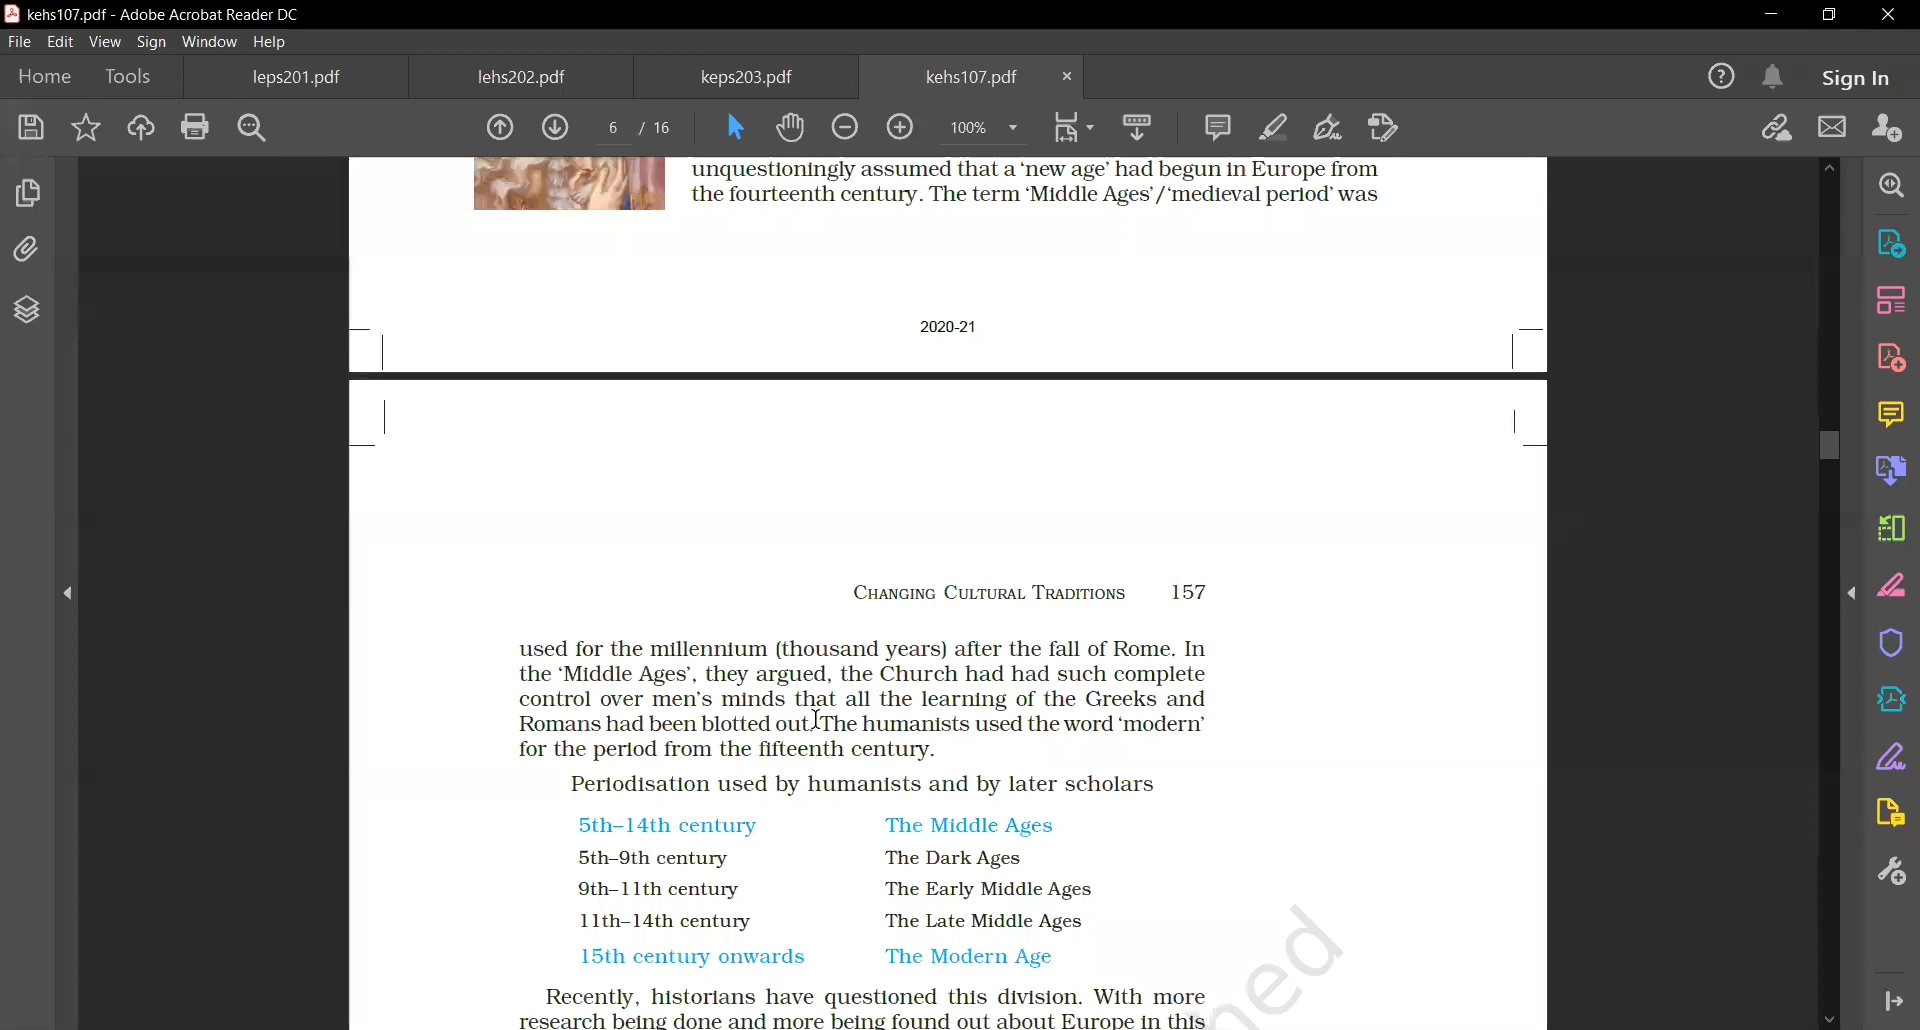 kehs107.pdf - Adobe Acrobat Reader DC
File Edit View Sign Window Help
Home Tools leps201.pdf lehs202.pdf keps203.pdf kehs107.pdf × Sign In
6 / 16 100%
unquestioningly assumed that a ‘new age’ had begun in Europe from
the fourteenth century. The term ‘Middle Ages’/‘medieval period’ was
2020-21
CHANGING CULTURAL TRADITIONS 157
used for the millennium (thousand years) after the fall of Rome. In
the ‘Middle Ages’, they argued, the Church had had such complete
control over men’s minds that all the learning of the Greeks and
Romans had been blotted out. The humanists used the word ‘modern’
for the period from the fifteenth century.
Periodisation used by humanists and by later scholars
5th–14th century The Middle Ages
5th–9th century The Dark Ages
9th–11th century The Early Middle Ages
11th–14th century The Late Middle Ages
15th century onwards The Modern Age
Recently, historians have questioned this division. With more
research being done and more being found out about Europe in this